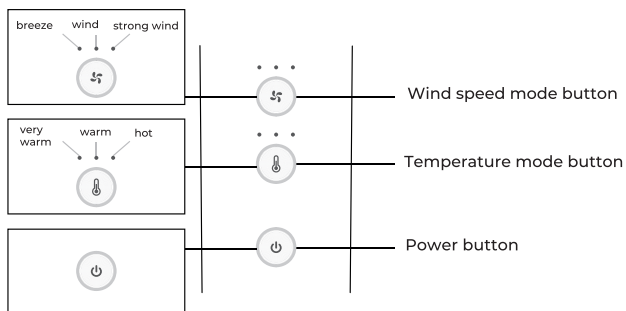 breeze
wind
strong wind
Wind speed mode button
very
warm
warm
hot
Temperature mode button
Power button